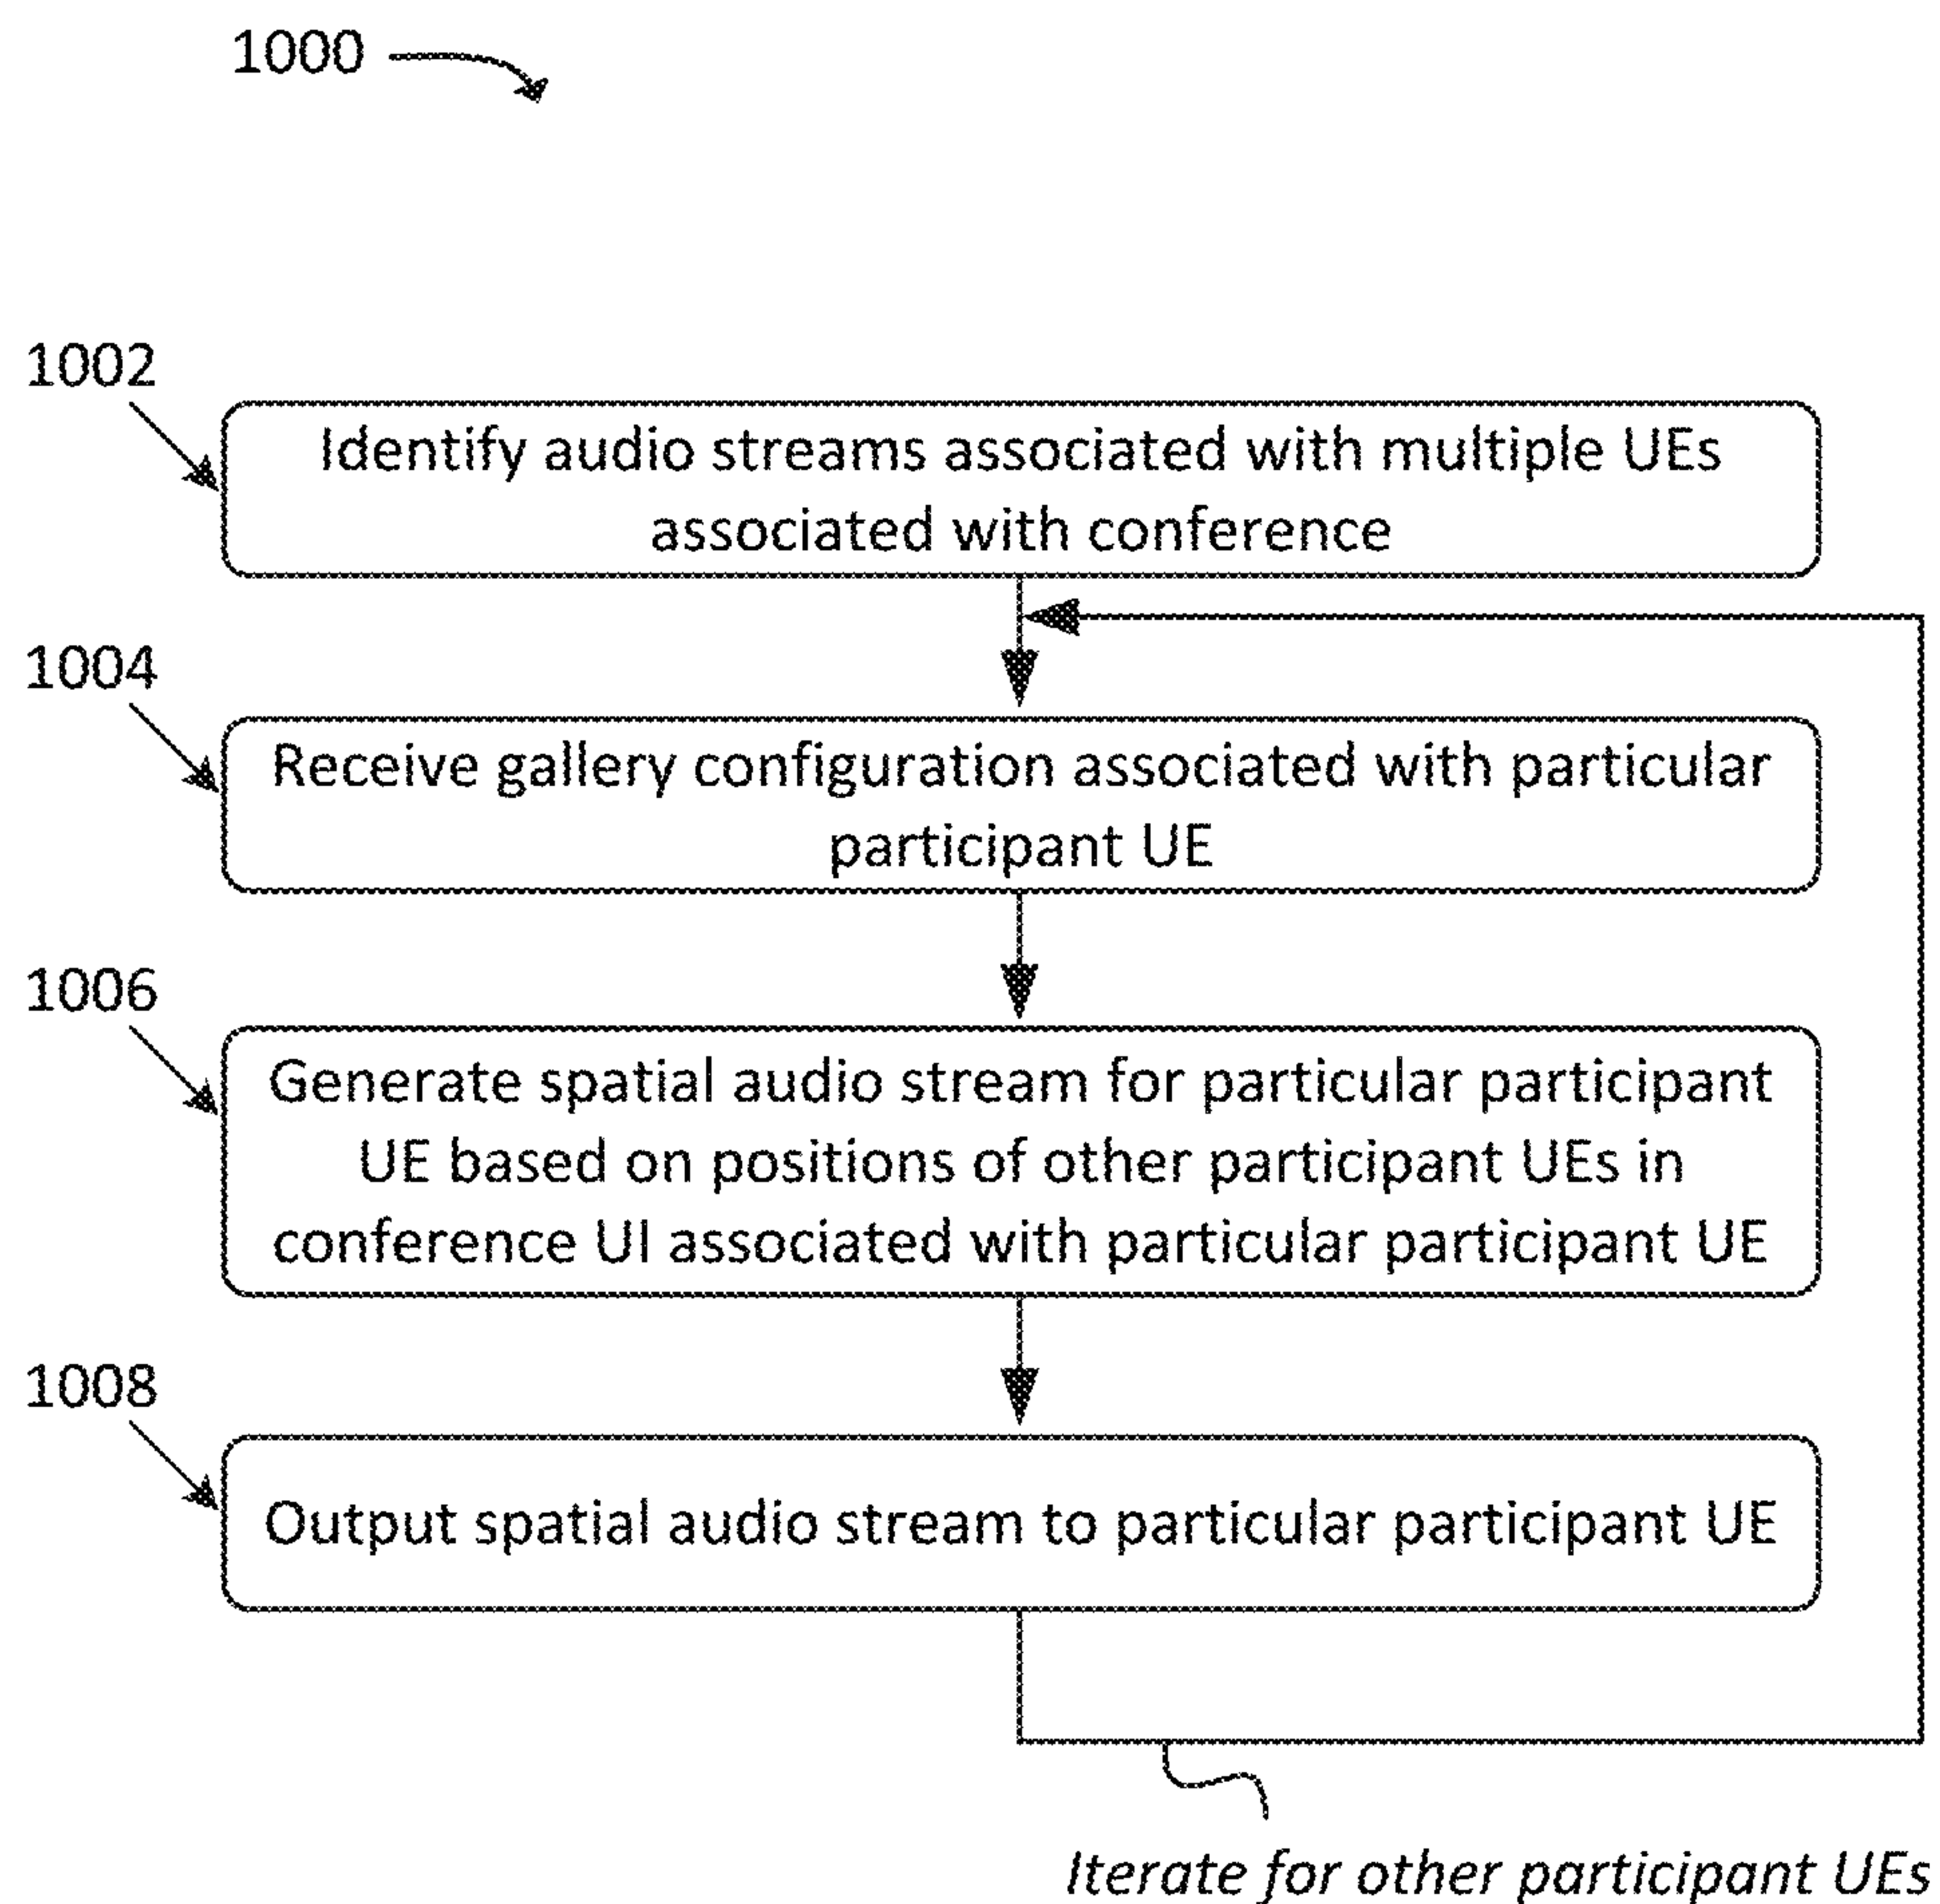 1000
1002
Identify audio streams associated with multiple UEs
associated with conference
1004
Receive gallery configuration associated with particular
participant UE
1006
Generate spatial audio stream for particular participant
UE based on positions of other participant UEs in
conference UI associated with particular participant UE
1008
Output spatial audio stream to particular participant UE
Iterate for other participant UEs